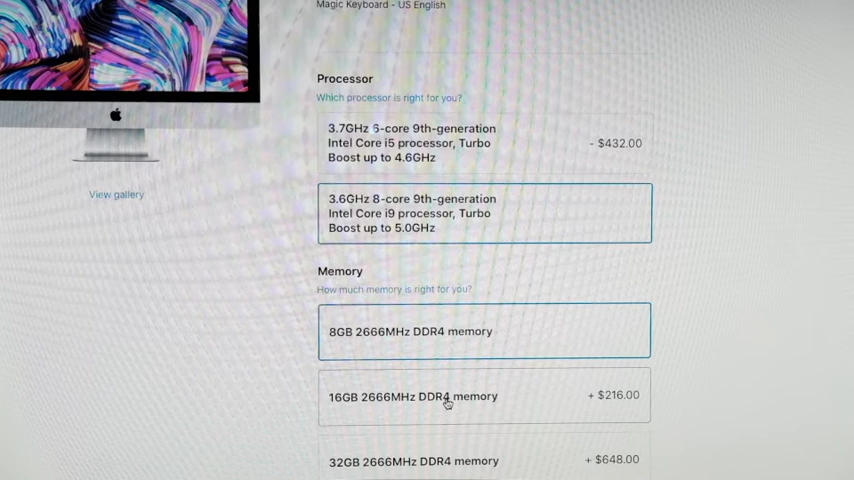 Magic Keyboard - US English
Processor
Which processor is right for you?
3.7GHz 6-core 9th-generation
Intel Core i5 processor, Turbo
Boost up to 4.6GHz
- $432.00
3.6GHz 8-core 9th-generation
Intel Core i9 processor, Turbo
Boost up to 5.0GHz
View gallery
Memory
How much memory is right for you?
8GB 2666MHz DDR4 memory
16GB 2666MHz DDR4 memory
+ $216.00
32GB 2666MHz DDR4 memory
+ $648.00